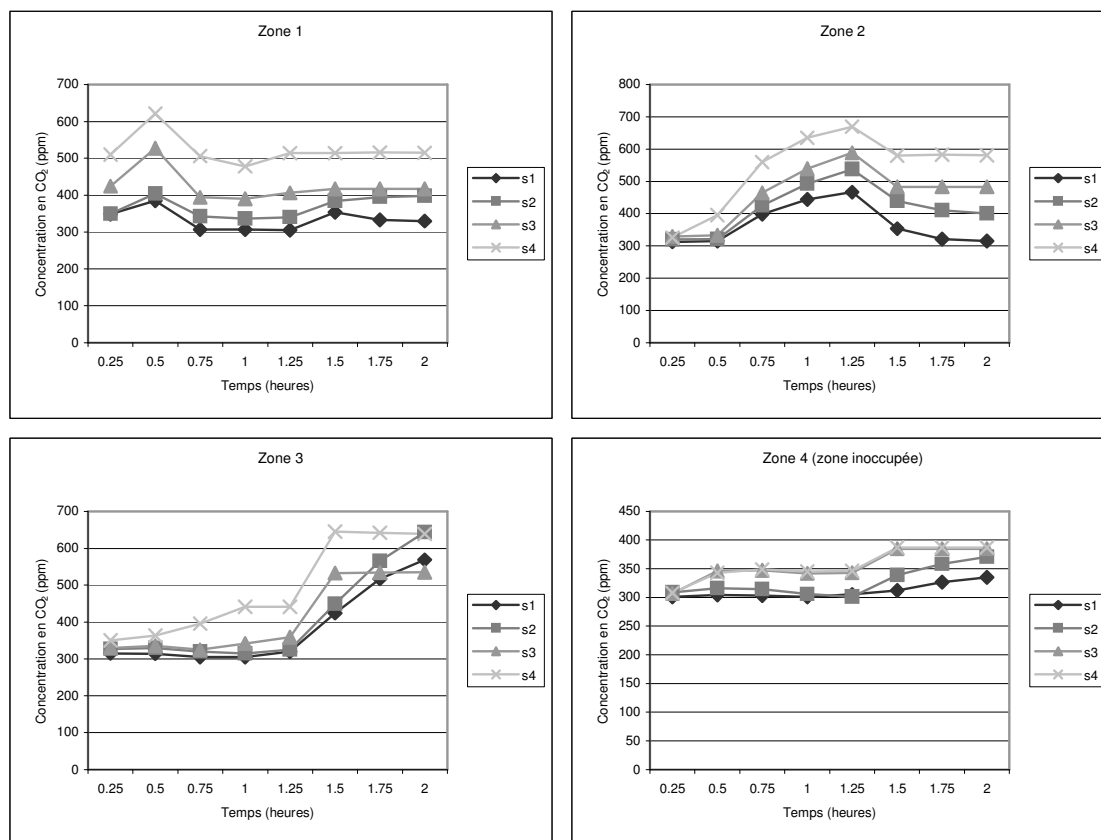 Zone 1
Concentration en CO₂ (ppm)
700
600
500
400
300
200
100
0
0.25 0.5 0.75 1 1.25 1.5 1.75 2
Temps (heures)
s1
s2
s3
s4
Zone 2
Concentration en CO₂ (ppm)
800
700
600
500
400
300
200
100
0
0.25 0.5 0.75 1 1.25 1.5 1.75 2
Temps (heures)
s1
s2
s3
s4
Zone 3
Concentration en CO₂ (ppm)
700
600
500
400
300
200
100
0
0.25 0.5 0.75 1 1.25 1.5 1.75 2
Temps (heures)
s1
s2
s3
s4
Zone 4 (zone inoccupée)
Concentration en CO₂ (ppm)
450
400
350
300
250
200
150
100
50
0
0.25 0.5 0.75 1 1.25 1.5 1.75 2
Temps (heures)
s1
s2
s3
s4